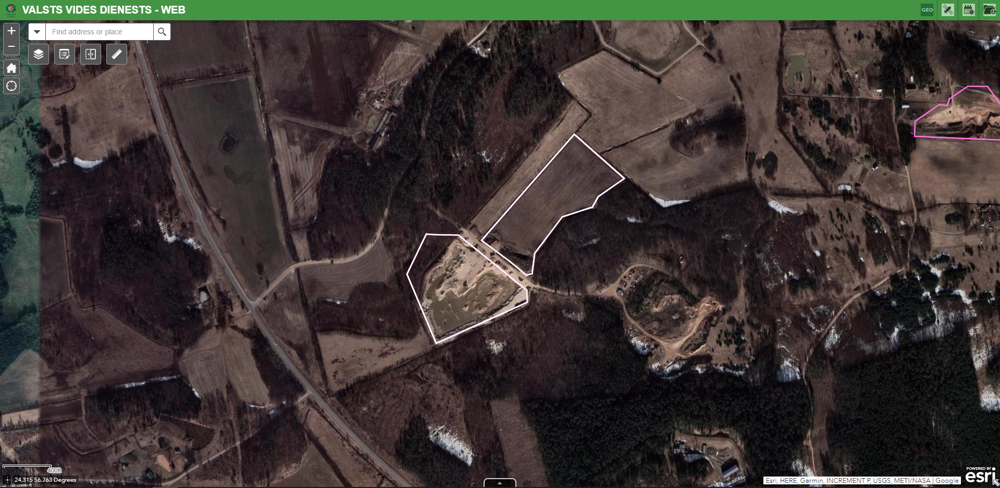 VALSTS VIDES DIENESTS - WEB
GEO
Find address or place
400ft
24.315 56.763 Degrees
POWERED BY
esri
Esri, HERE, Garmin, INCREMENT P, USGS, METI/NASA | Google